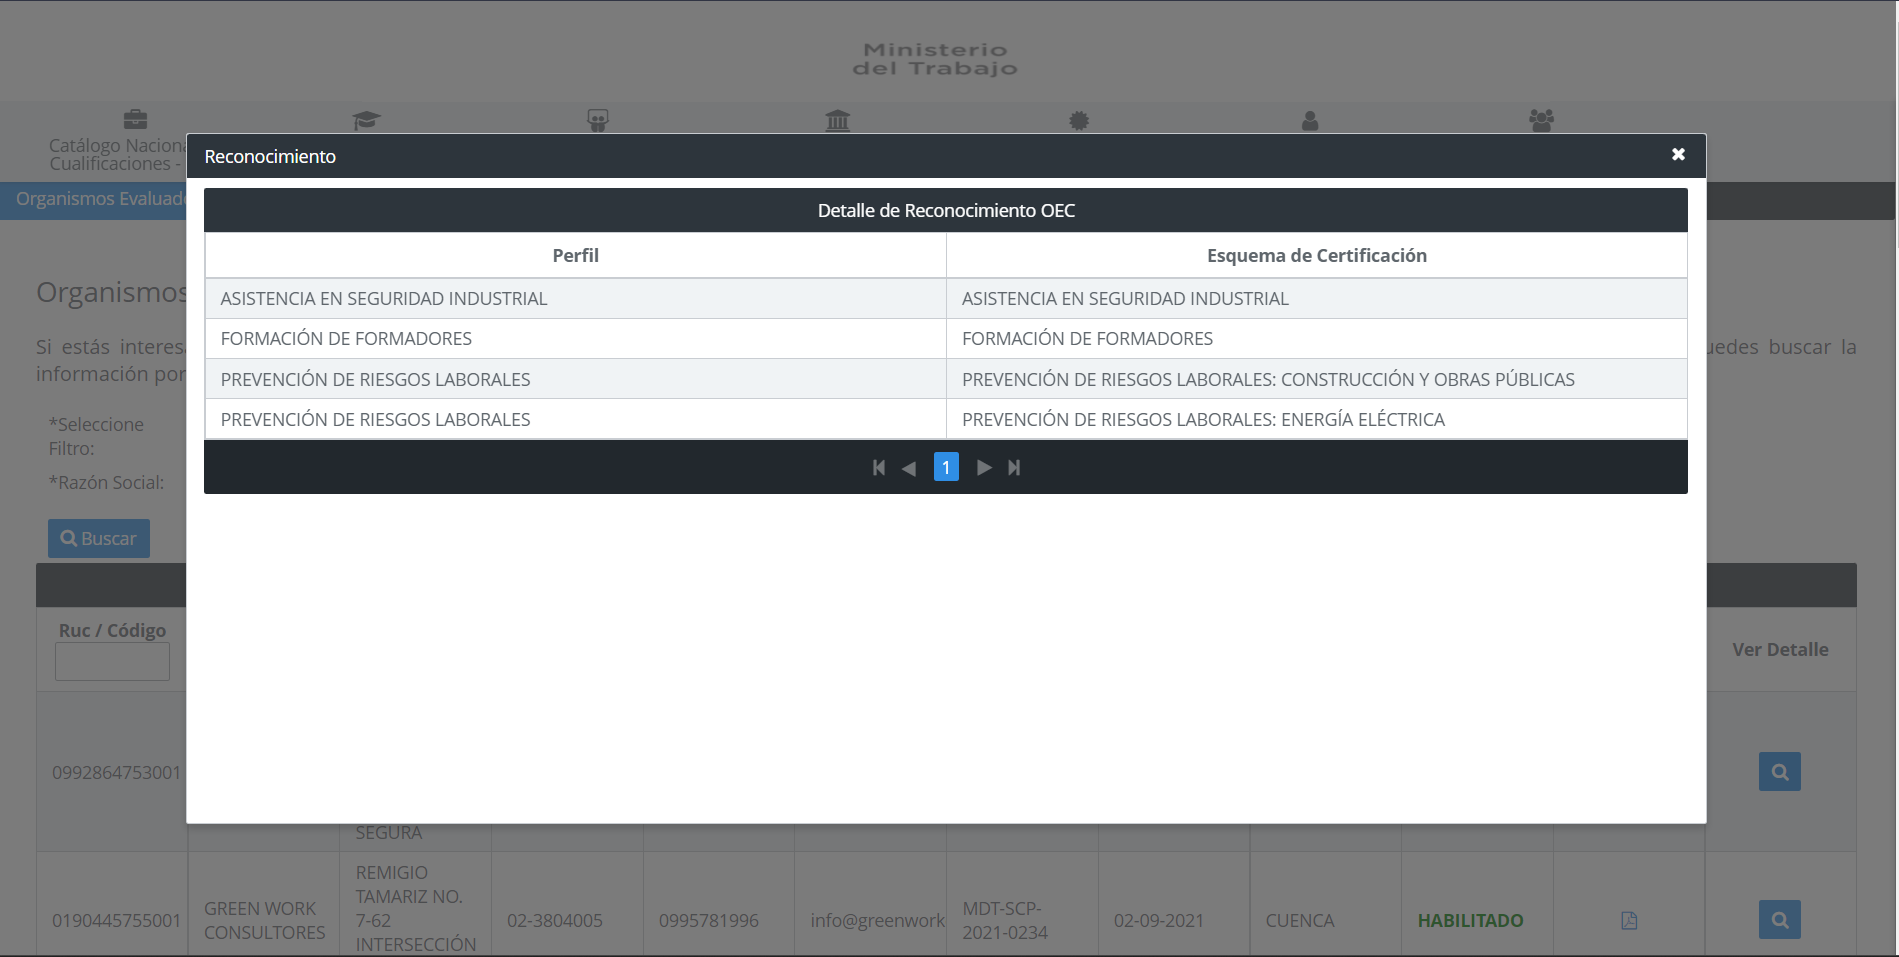 Ministerio
del Trabajo
Catálogo Naciona
Cualificaciones -
Organismos Evaluad
Reconocimiento
Detalle de Reconocimiento OEC
Perfil Esquema de Certificación
ASISTENCIA EN SEGURIDAD INDUSTRIAL ASISTENCIA EN SEGURIDAD INDUSTRIAL
FORMACIÓN DE FORMADORES FORMACIÓN DE FORMADORES
PREVENCIÓN DE RIESGOS LABORALES PREVENCIÓN DE RIESGOS LABORALES: CONSTRUCCIÓN Y OBRAS PÚBLICAS
PREVENCIÓN DE RIESGOS LABORALES PREVENCIÓN DE RIESGOS LABORALES: ENERGÍA ELÉCTRICA
1
Organismos
Si estás interes uedes buscar la
información por
*Seleccione
Filtro:
*Razón Social:
Buscar
Ruc / Código
Ver Detalle
0992864753001
SEGURA
0190445755001
GREEN WORK
CONSULTORES
REMIGIO
TAMARIZ NO.
7-62
INTERSECCIÓN
02-3804005
0995781996
info@greenwork
MDT-SCP-
2021-0234
02-09-2021
CUENCA
HABILITADO